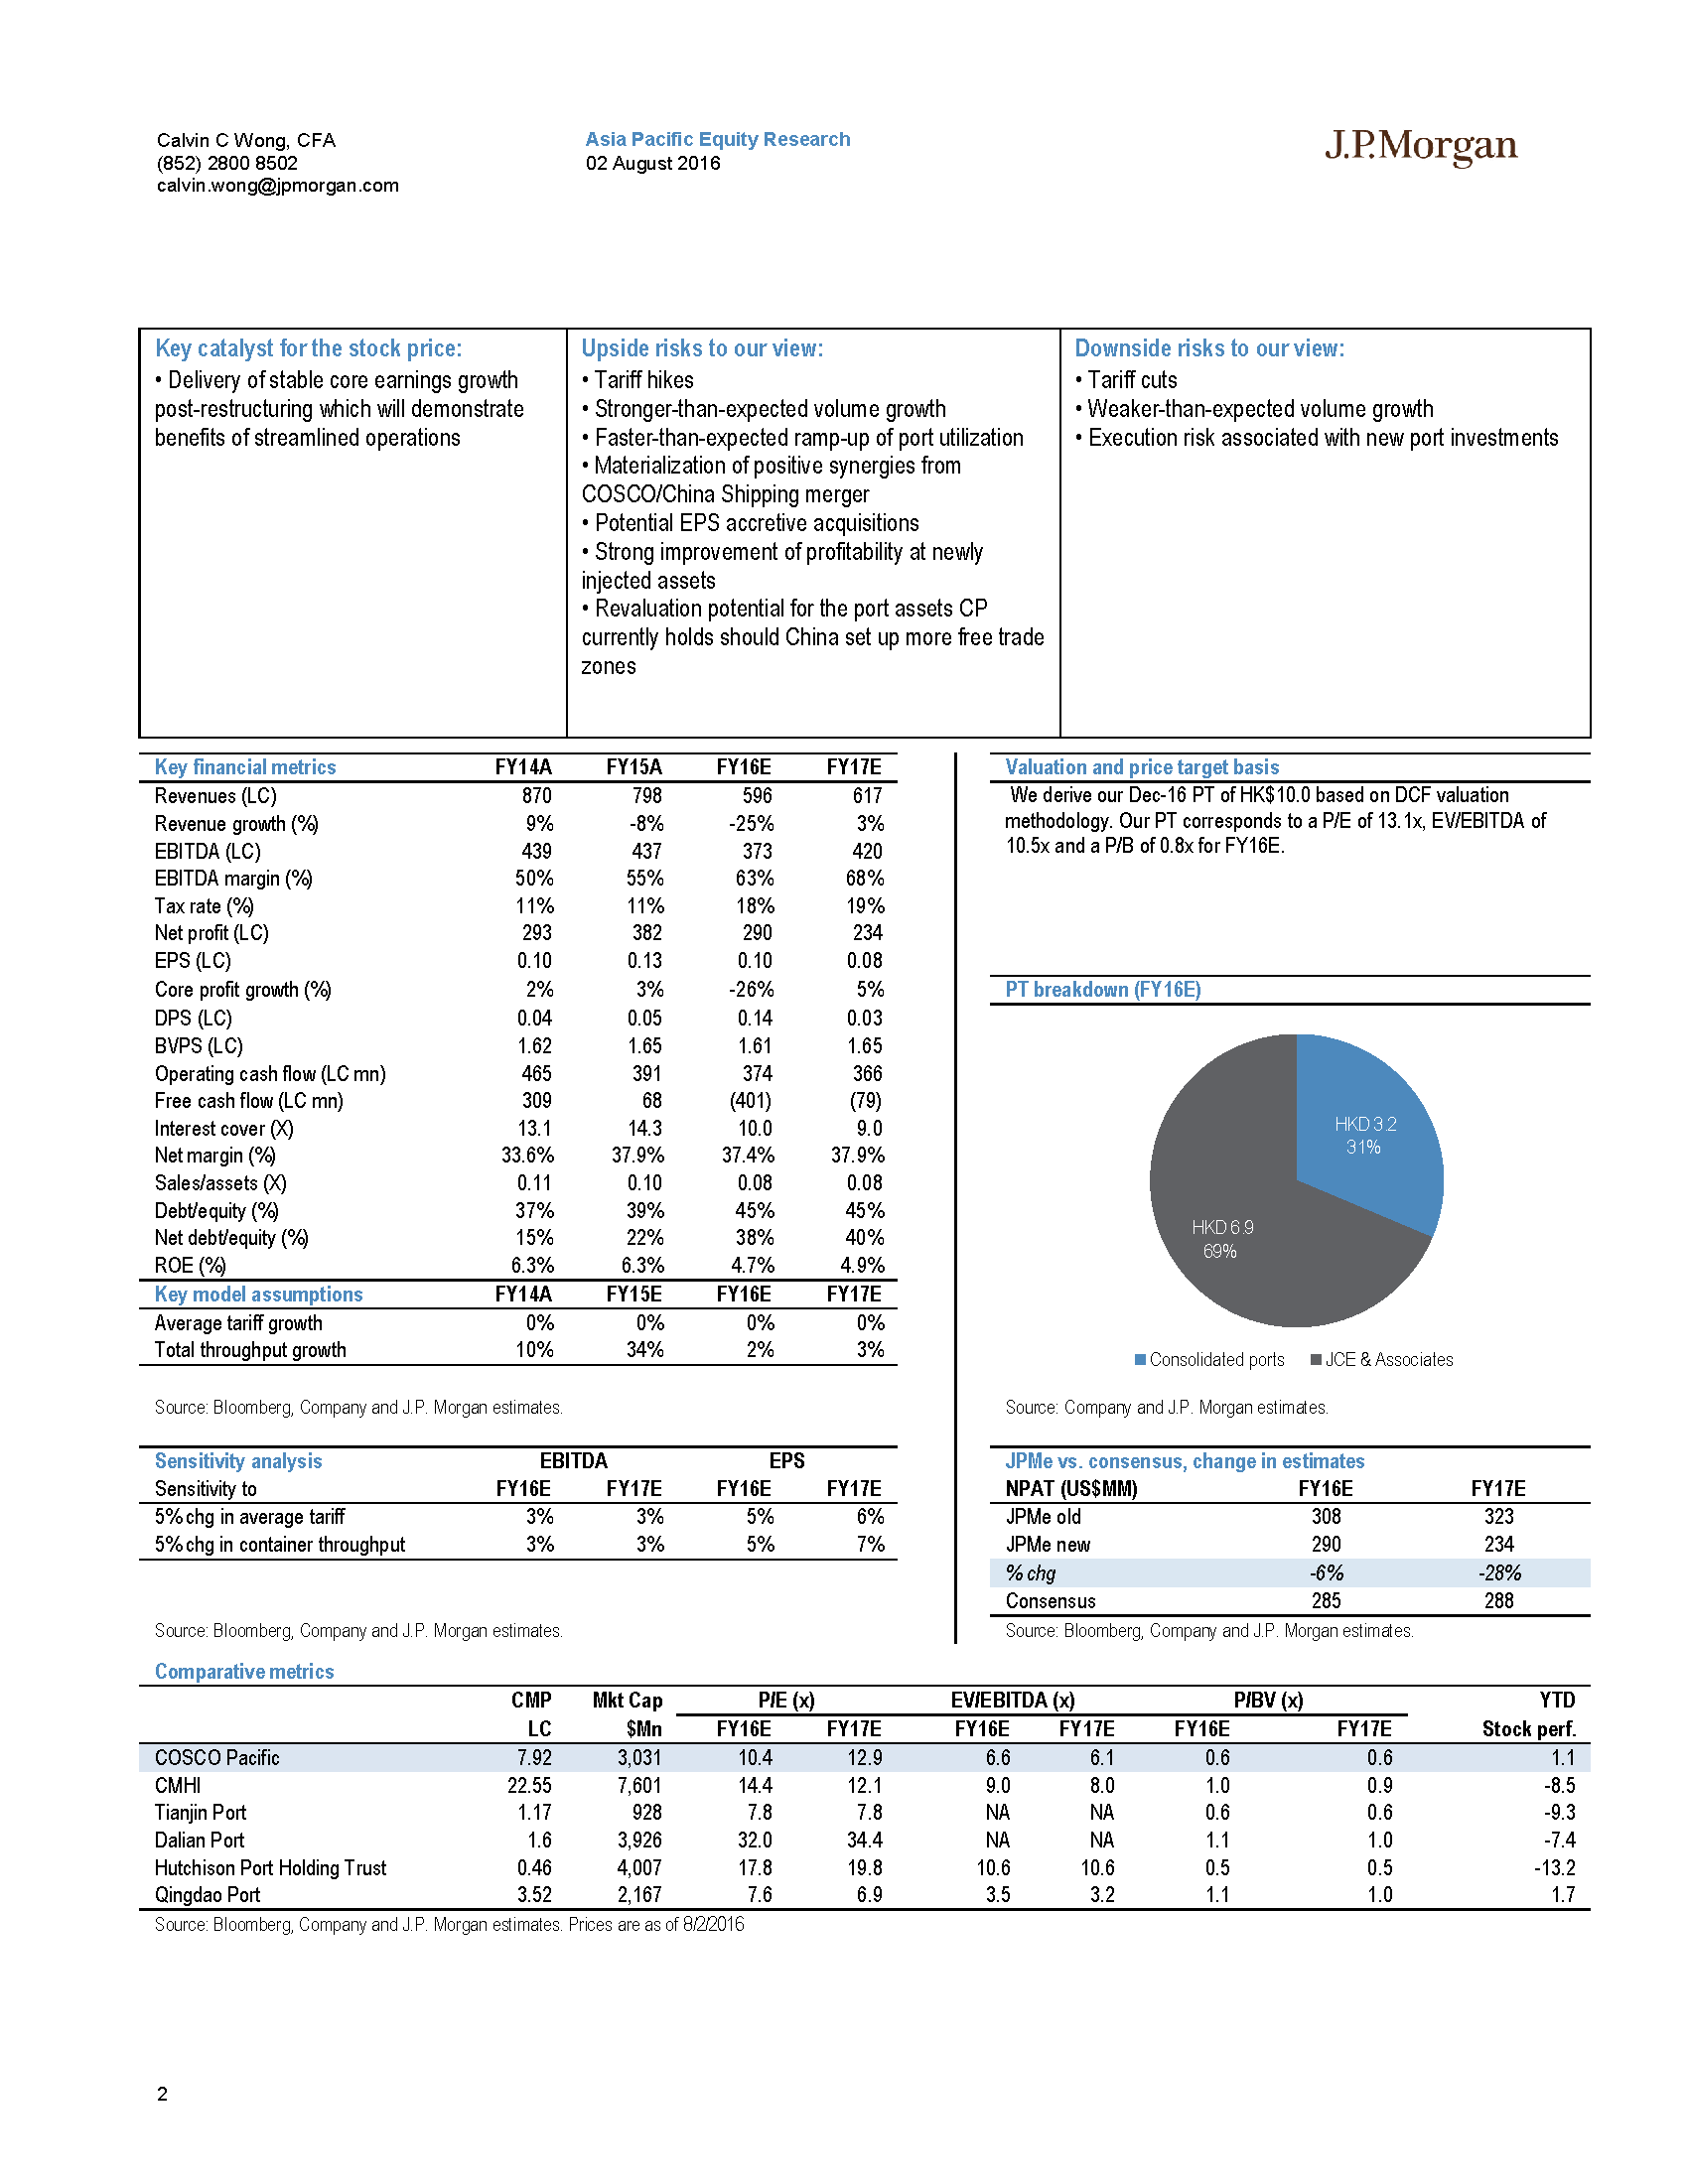 Calvin C Wong, CFA
(852) 2800 8502
calvin.wong@jpmorgan.com
Asia Pacific Equity Research
02 August 2016
J.P.Morgan
Key catalyst for the stock price:
• Delivery of stable core earnings growth
post-restructuring which will demonstrate
benefits of streamlined operations
Upside risks to our view:
• Tariff hikes
• Stronger-than-expected volume growth
• Faster-than-expected ramp-up of port utilization
• Materialization of positive synergies from
COSCO/China Shipping merger
• Potential EPS accretive acquisitions
• Strong improvement of profitability at newly
injected assets
• Revaluation potential for the port assets CP
currently holds should China set up more free trade
zones
Downside risks to our view:
• Tariff cuts
• Weaker-than-expected volume growth
• Execution risk associated with new port investments
Key financial metrics FY14A FY15A FY16E FY17E
Revenues (LC) 870 798 596 617
Revenue growth (%) 9% -8% -25% 3%
EBITDA (LC) 439 437 373 420
EBITDA margin (%) 50% 55% 63% 68%
Tax rate (%) 11% 11% 18% 19%
Net profit (LC) 293 382 290 234
EPS (LC) 0.10 0.13 0.10 0.08
Core profit growth (%) 2% 3% -26% 5%
DPS (LC) 0.04 0.05 0.14 0.03
BVPS (LC) 1.62 1.65 1.61 1.65
Operating cash flow (LC mn) 465 391 374 366
Free cash flow (LC mn) 309 68 (401) (79)
Interest cover (X) 13.1 14.3 10.0 9.0
Net margin (%) 33.6% 37.9% 37.4% 37.9%
Sales/assets (X) 0.11 0.10 0.08 0.08
Debt/equity (%) 37% 39% 45% 45%
Net debt/equity (%) 15% 22% 38% 40%
ROE (%) 6.3% 6.3% 4.7% 4.9%
Key model assumptions FY14A FY15E FY16E FY17E
Average tariff growth 0% 0% 0% 0%
Total throughput growth 10% 34% 2% 3%
Source: Bloomberg, Company and J.P. Morgan estimates.
Valuation and price target basis
We derive our Dec-16 PT of HK$10.0 based on DCF valuation
methodology. Our PT corresponds to a P/E of 13.1x, EV/EBITDA of
10.5x and a P/B of 0.8x for FY16E.
PT breakdown (FY16E)
HKD 3.2
31%
HKD 6.9
69%
Consolidated ports JCE & Associates
Source: Company and J.P. Morgan estimates.
Sensitivity analysis EBITDA EPS
Sensitivity to FY16E FY17E FY16E FY17E
5% chg in average tariff 3% 3% 5% 6%
5% chg in container throughput 3% 3% 5% 7%
Source: Bloomberg, Company and J.P. Morgan estimates.
JPMe vs. consensus, change in estimates
NPAT (US$MM) FY16E FY17E
JPMe old 308 323
JPMe new 290 234
% chg -6% -28%
Consensus 285 288
Source: Bloomberg, Company and J.P. Morgan estimates.
Comparative metrics
CMP Mkt Cap P/E (x) EV/EBITDA (x) P/BV (x) YTD
LC $Mn FY16E FY17E FY16E FY17E FY16E FY17E Stock perf.
COSCO Pacific 7.92 3,031 10.4 12.9 6.6 6.1 0.6 0.6 1.1
CMHI 22.55 7,601 14.4 12.1 9.0 8.0 1.0 0.9 -8.5
Tianjin Port 1.17 928 7.8 7.8 NA NA 0.6 0.6 -9.3
Dalian Port 1.6 3,926 32.0 34.4 NA NA 1.1 1.0 -7.4
Hutchison Port Holding Trust 0.46 4,007 17.8 19.8 10.6 10.6 0.5 0.5 -13.2
Qingdao Port 3.52 2,167 7.6 6.9 3.5 3.2 1.1 1.0 1.7
Source: Bloomberg, Company and J.P. Morgan estimates. Prices are as of 8/2/2016
2